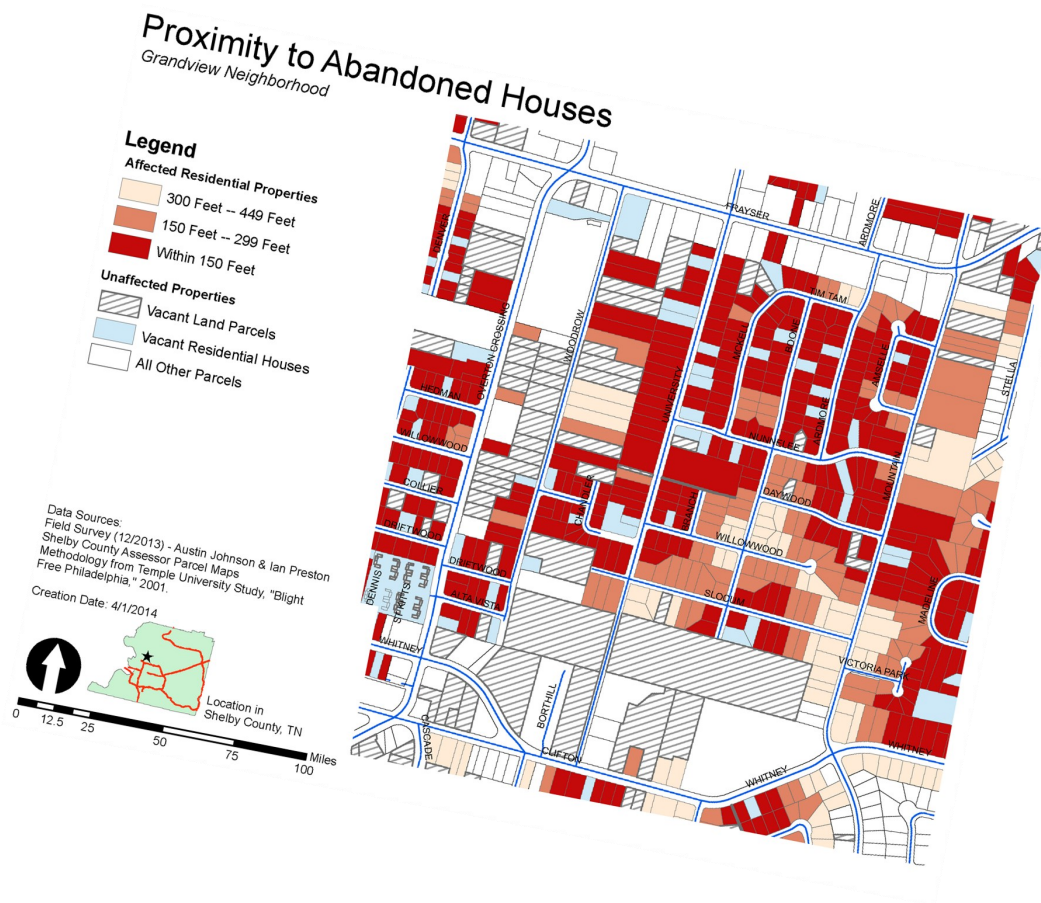 Proximity to Abandoned Houses
Grandview Neighborhood
Legend
Affected Residential Properties
300 Feet -- 449 Feet
150 Feet -- 299 Feet
Within 150 Feet
Unaffected Properties
Vacant Land Parcels
Vacant Residential Houses
All Other Parcels
Data Sources:
Field Survey (12/2013) - Austin Johnson & Ian Preston
Shelby County Assessor Parcel Maps
Methodology from Temple University Study, "Blight
Free Philadelphia," 2001.
Creation Date: 4/1/2014
Location in
Shelby County, TN
0 12.5 25 50 75 100 Miles
FRAYSER
ARDMORE
DENVER
TIM TAM
OVERTON CROSSING
WOODROW
MCKELL
BOONE
STELLA
HEDMAN
UNIVERSITY
ARDMORE
WILLOWWOOD
NUNNELEE
COLLIER
CHANDLER
MOUNTAIN
DAYWOOD
BRANCH
DRIFTWOOD
WILLOWWOOD
DRIFTWOOD
DENNIS
ALTA VISTA
SLOCUM
MADELINE
WHITNEY
VICTORIA PARK
BORTHILL
CASCADE
CLIFTON
WHITNEY
WHITNEY